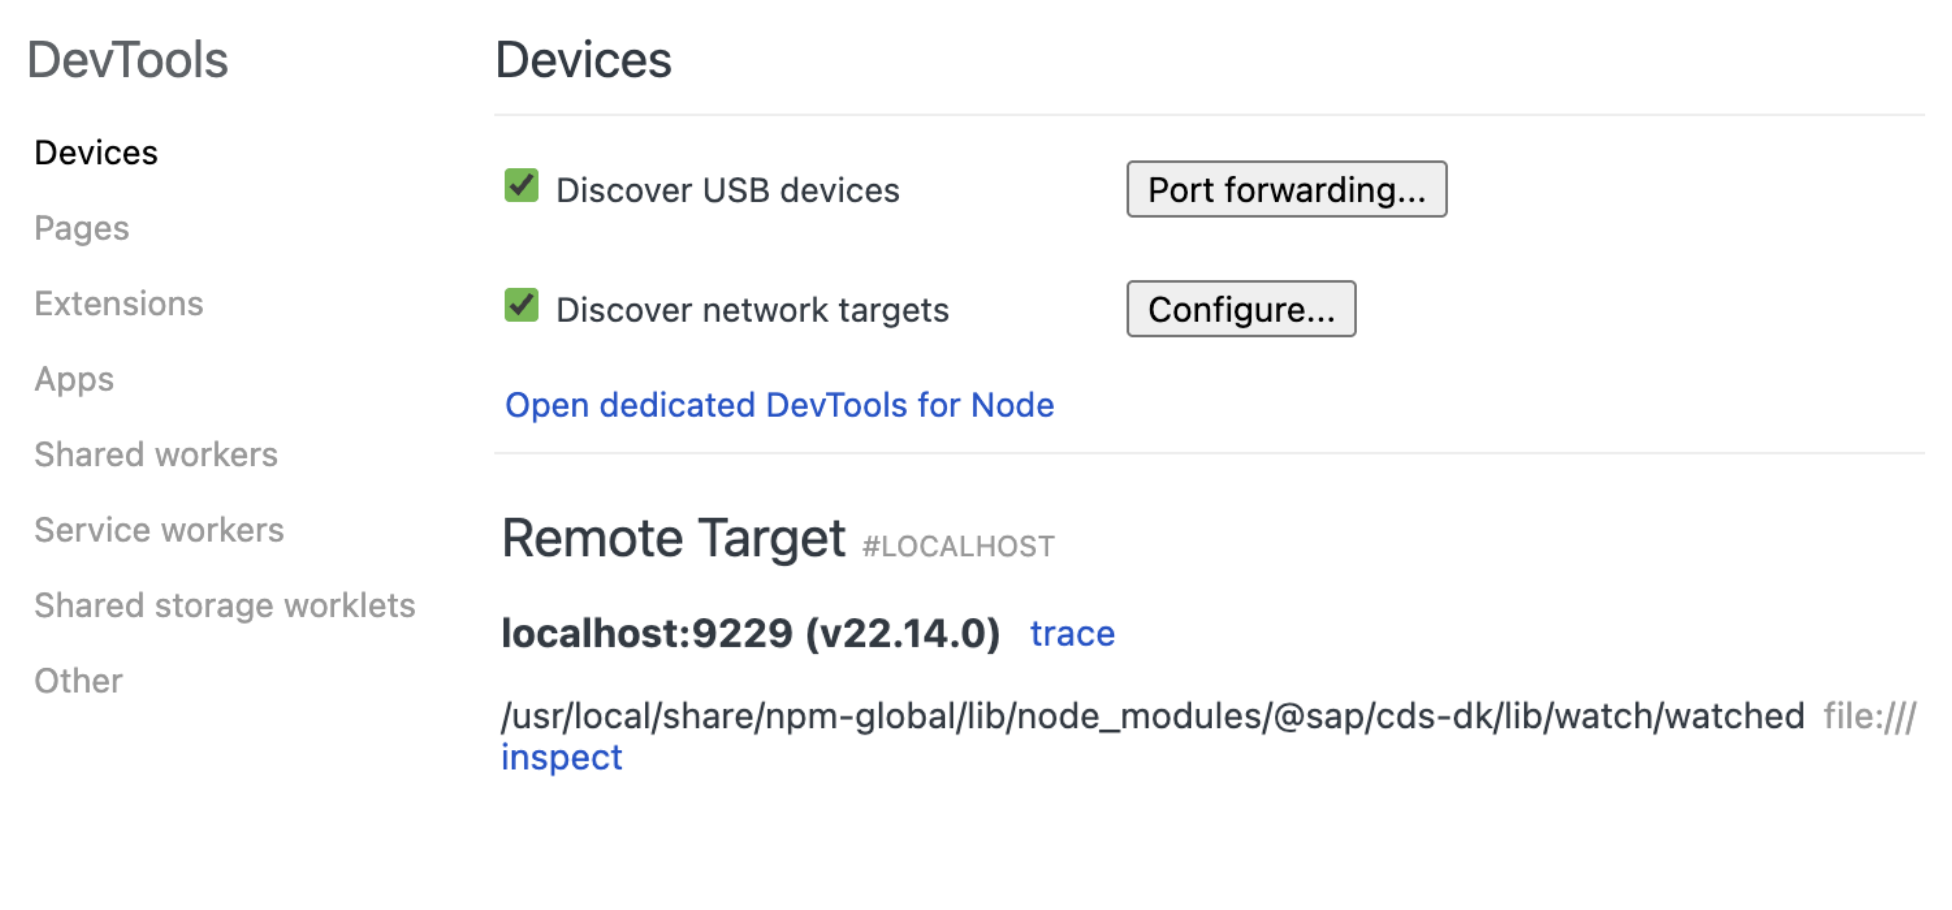 DevTools
Devices
Pages
Extensions
Apps
Shared workers
Service workers
Shared storage worklets
Other
Devices
Discover USB devices
Port forwarding...
Discover network targets
Configure...
Open dedicated DevTools for Node
Remote Target #LOCALHOST
localhost:9229 (v22.14.0) trace
/usr/local/share/npm-global/lib/node_modules/@sap/cds-dk/lib/watch/watched file:///
inspect